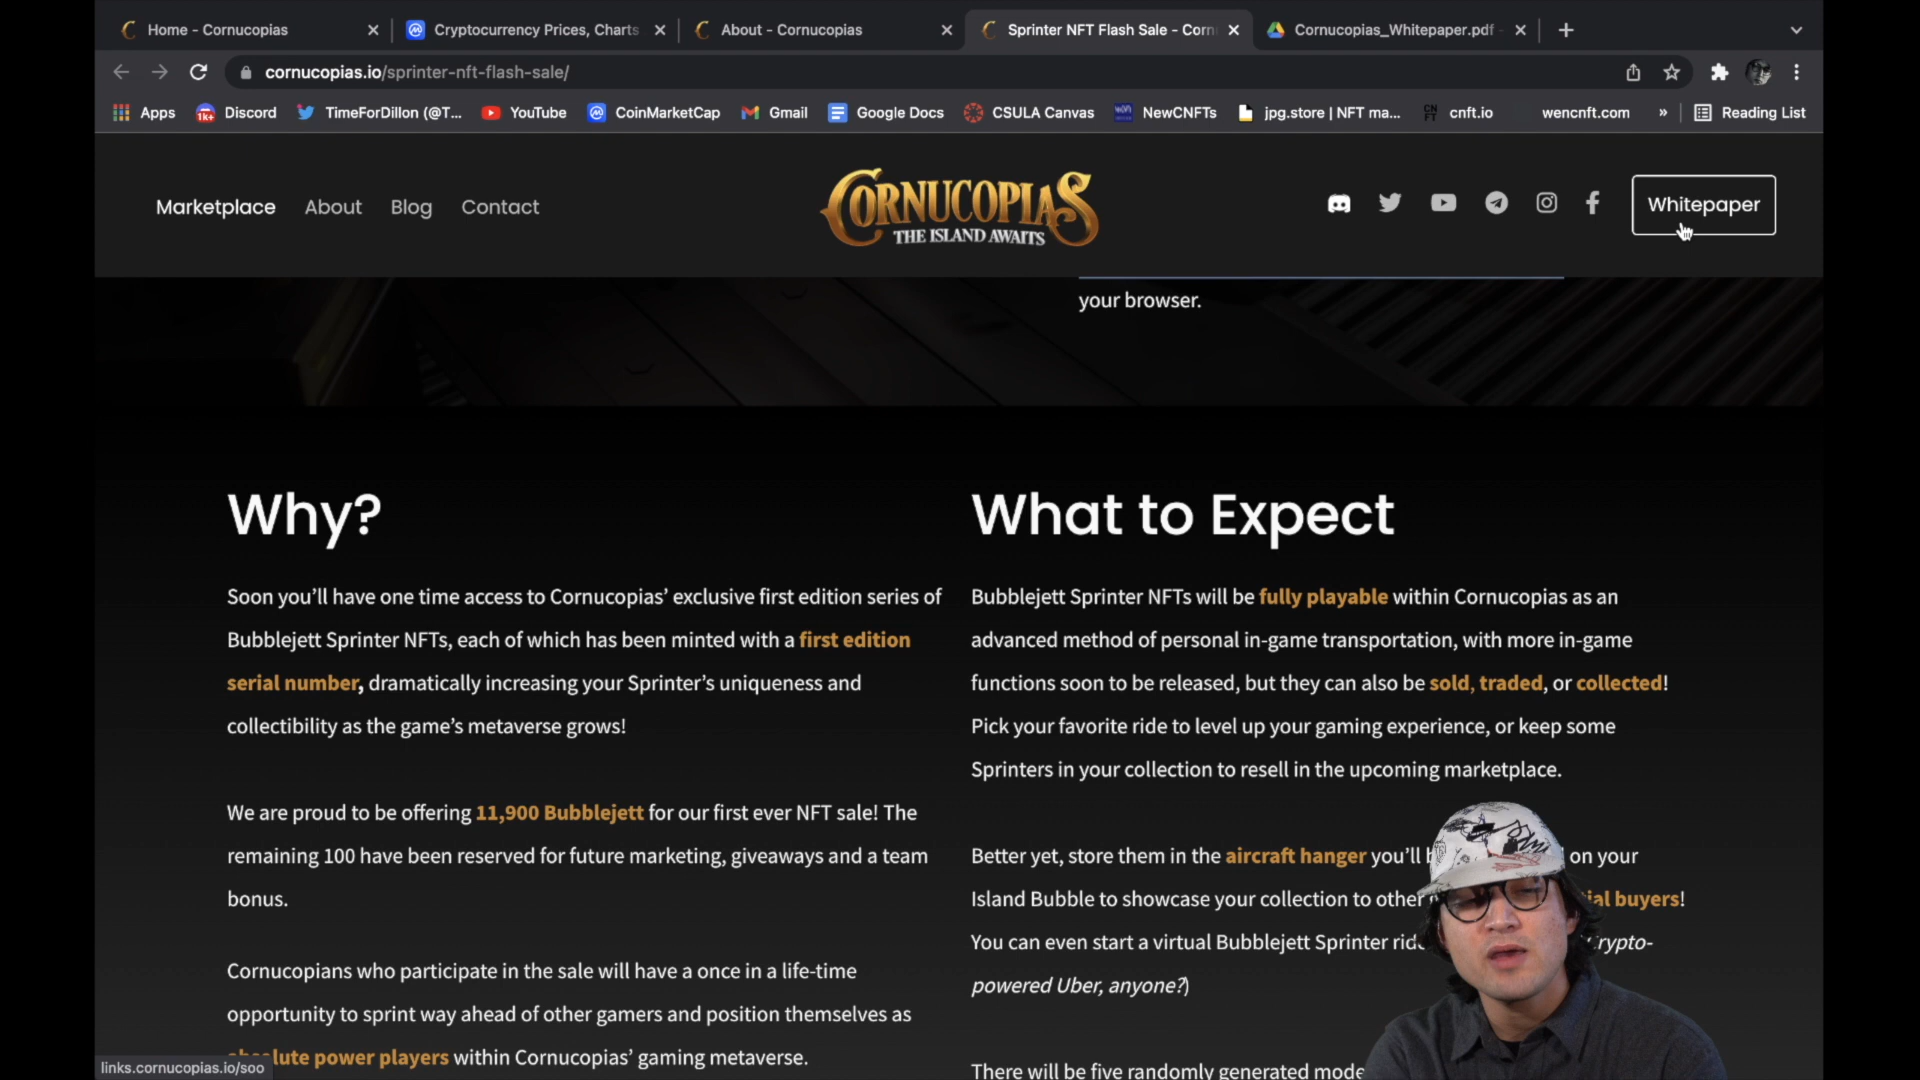 Home - Cornucopias
Cryptocurrency Prices, Charts
About - Cornucopias
Sprinter NFT Flash Sale - Corn
Cornucopias_Whitepaper.pdf -
cornucopias.io/sprinter-nft-flash-sale/
Apps
Discord
TimeForDillon (@T...
YouTube
CoinMarketCap
Gmail
Google Docs
CSULA Canvas
NewCNFTs
jpg.store | NFT ma...
cnft.io
wencnft.com
»
Reading List
Marketplace
About
Blog
Contact
CORNUCOPIAS
THE ISLAND AWAITS
Whitepaper
your browser.
Why?
Soon you'll have one time access to Cornucopias' exclusive first edition series of
Bubblejett Sprinter NFTs, each of which has been minted with a first edition
serial number, dramatically increasing your Sprinter's uniqueness and
collectibility as the game's metaverse grows!
We are proud to be offering 11,900 Bubblejett for our first ever NFT sale! The
remaining 100 have been reserved for future marketing, giveaways and a team
bonus.
Cornucopians who participate in the sale will have a once in a life-time
opportunity to sprint way ahead of other gamers and position themselves as
absolute power players within Cornucopias' gaming metaverse.
What to Expect
Bubblejett Sprinter NFTs will be fully playable within Cornucopias as an
advanced method of personal in-game transportation, with more in-game
functions soon to be released, but they can also be sold, traded, or collected!
Pick your favorite ride to level up your gaming experience, or keep some
Sprinters in your collection to resell in the upcoming marketplace.
Better yet, store them in the aircraft hanger you'll on your
Island Bubble to showcase your collection to other buyers!
You can even start a virtual Bubblejett Sprinter Crypto-
powered Uber, anyone?)
There will be five randomly generated
links.cornucopias.io/soo